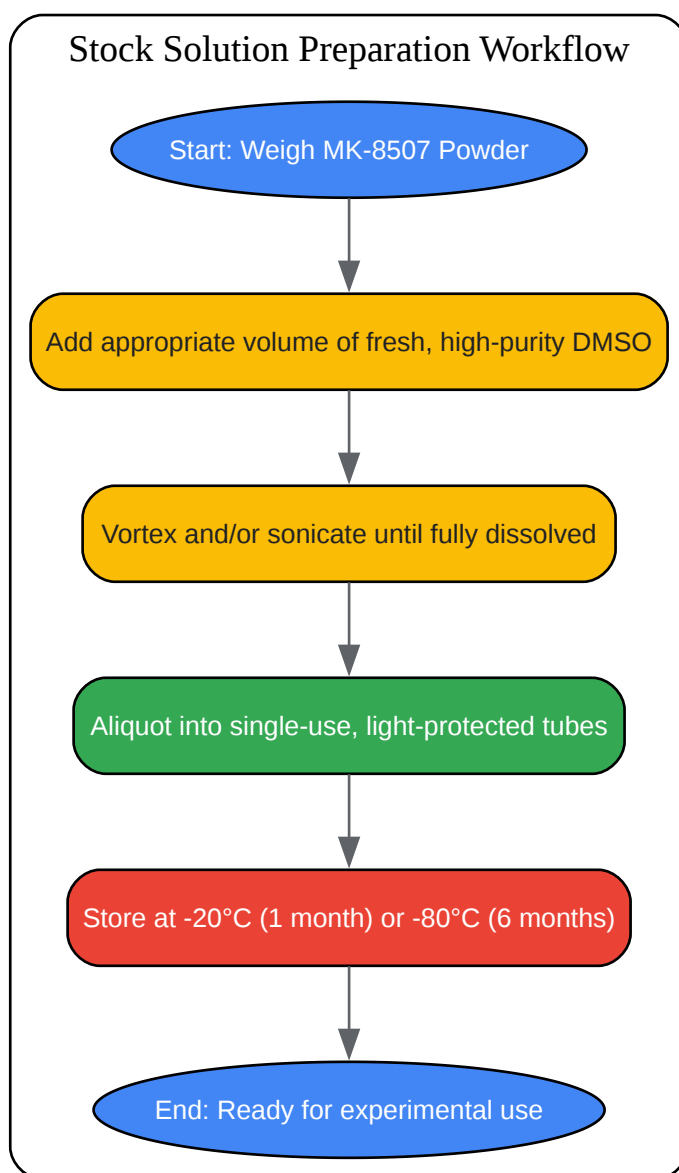 Stock Solution Preparation Workflow
Start: Weigh MK-8507 Powder
Add appropriate volume of fresh, high-purity DMSO
Vortex and/or sonicate until fully dissolved
Aliquot into single-use, light-protected tubes
Store at -20°C (1 month) or -80°C (6 months)
End: Ready for experimental use